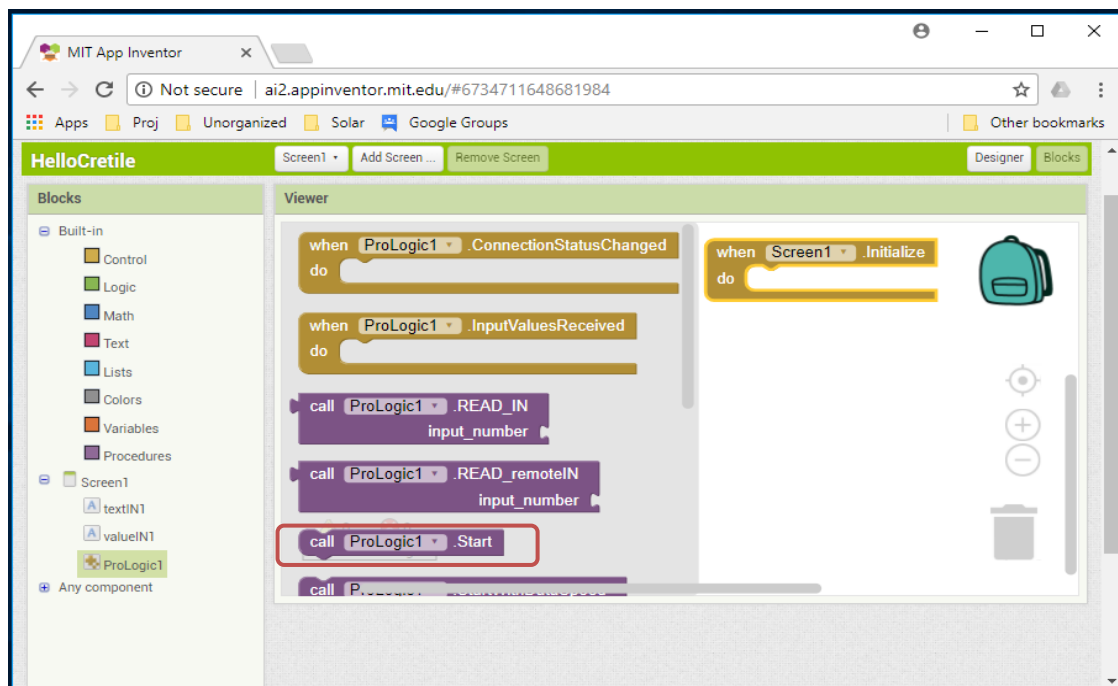 MIT App Inventor
Not secure | ai2.appinventor.mit.edu/#6734711648681984
Apps Proj Unorganized Solar Google Groups Other bookmarks
HelloCretile Screen1 Add Screen ... Remove Screen Designer Blocks
Blocks
Viewer
Built-in
Control
Logic
Math
Text
Lists
Colors
Variables
Procedures
Screen1
textIN1
valueIN1
ProLogic1
Any component
when ProLogic1 .ConnectionStatusChanged
do
when ProLogic1 .InputValuesReceived
do
call ProLogic1 .READ_IN
input_number
call ProLogic1 .READ_remoteIN
input_number
call ProLogic1 .Start
call
when Screen1 .Initialize
do